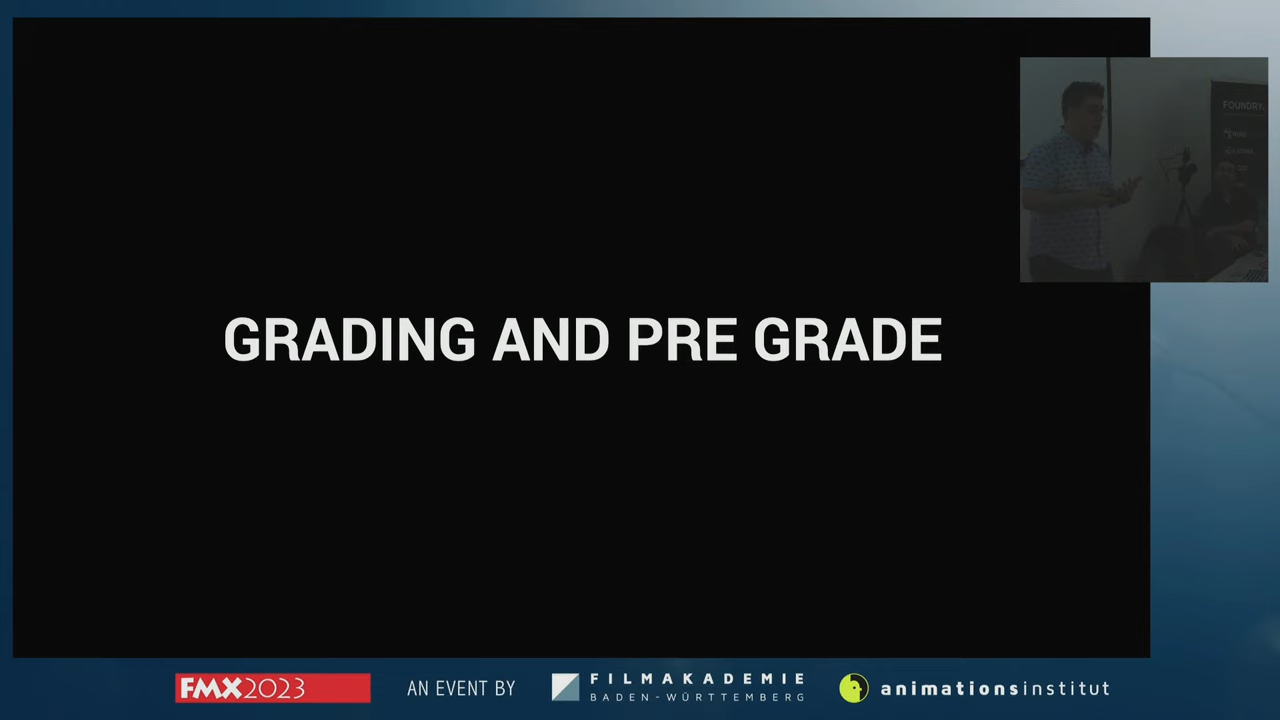 GRADING AND PRE GRADE
FOUNDRY.
FMX2023
AN EVENT BY
FILMAKADEMIE
BADEN-WÜRTTEMBERG
animationsinstitut